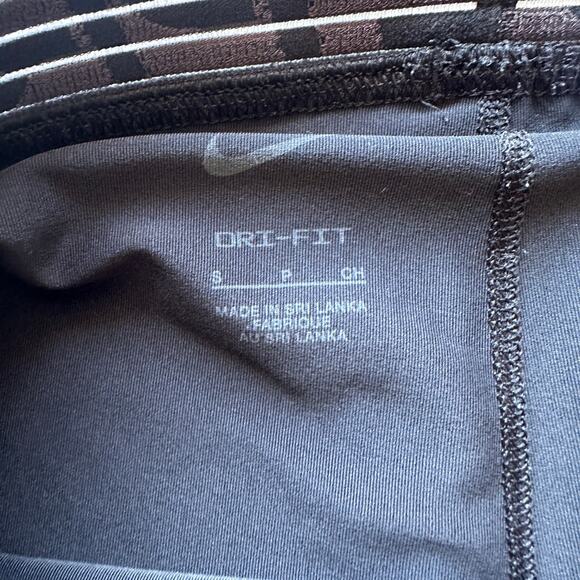 DRI-FIT
S P CH
MADE IN SRI LANKA
FABRIQUÉ
AU SRI LANKA